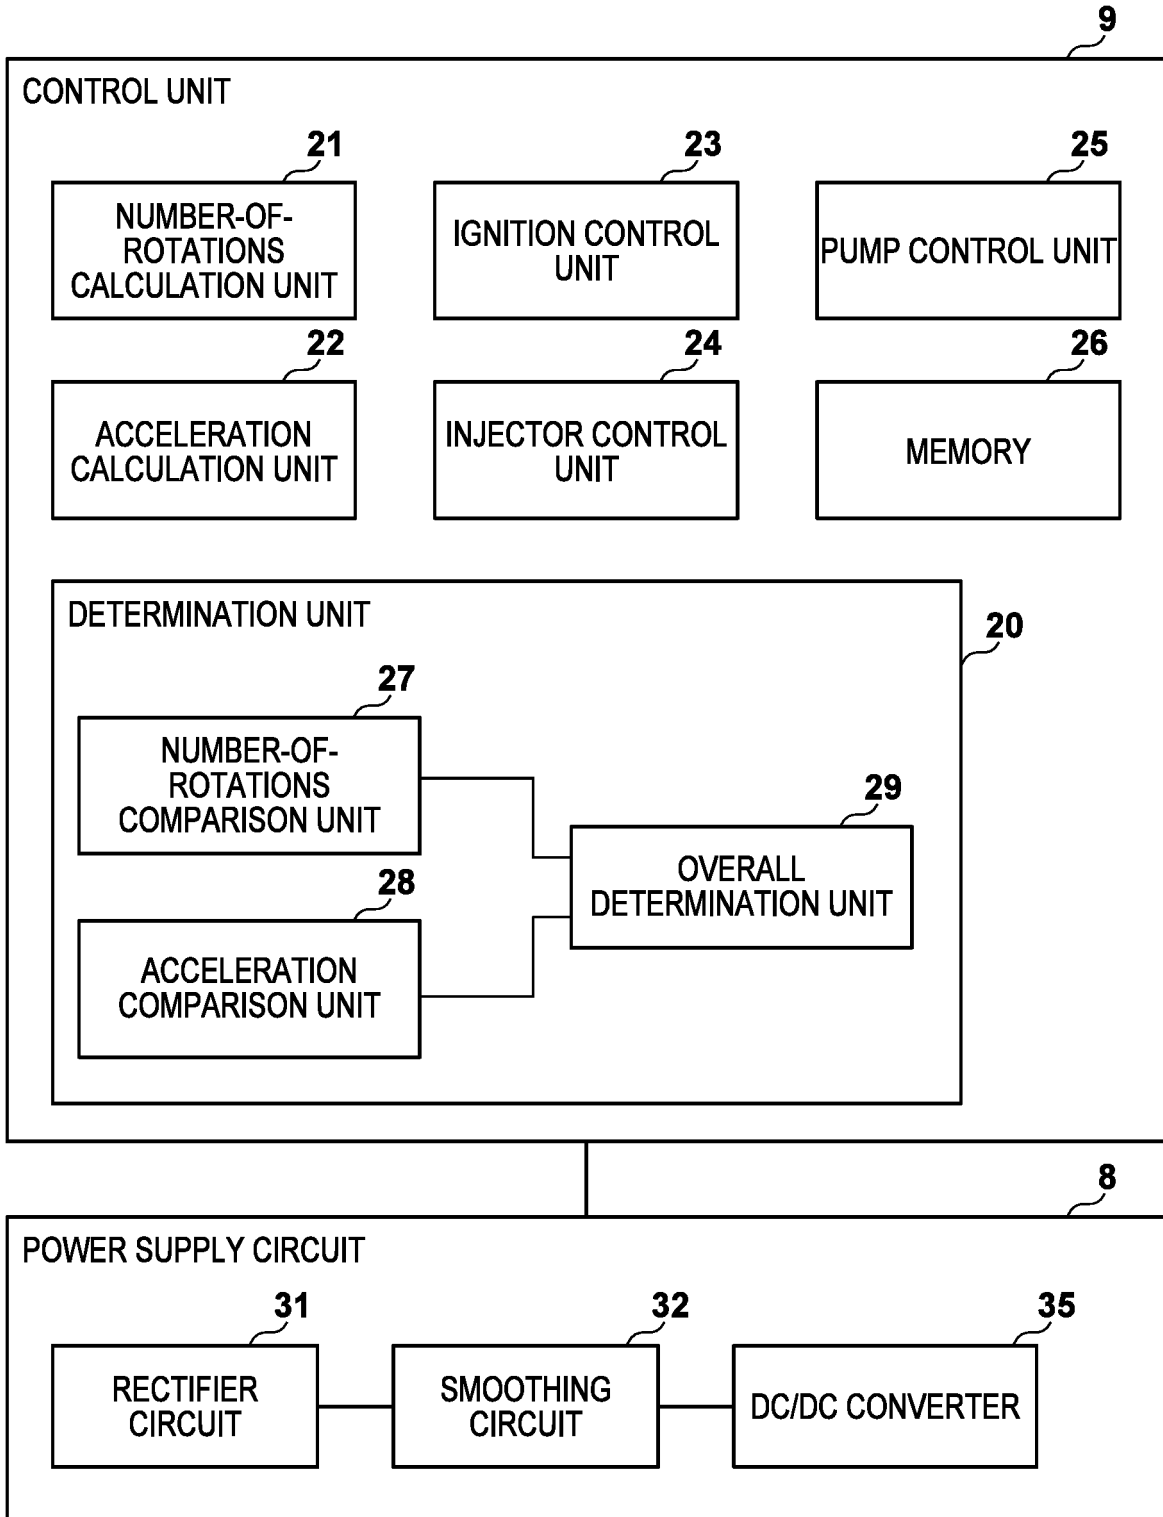 9
CONTROL UNIT
21
NUMBER-OF-
ROTATIONS
CALCULATION UNIT
23
IGNITION CONTROL
UNIT
25
PUMP CONTROL UNIT
22
ACCELERATION
CALCULATION UNIT
24
INJECTOR CONTROL
UNIT
26
MEMORY
20
DETERMINATION UNIT
27
NUMBER-OF-
ROTATIONS
COMPARISON UNIT
28
ACCELERATION
COMPARISON UNIT
29
OVERALL
DETERMINATION UNIT
8
POWER SUPPLY CIRCUIT
31
RECTIFIER
CIRCUIT
32
SMOOTHING
CIRCUIT
35
DC/DC CONVERTER